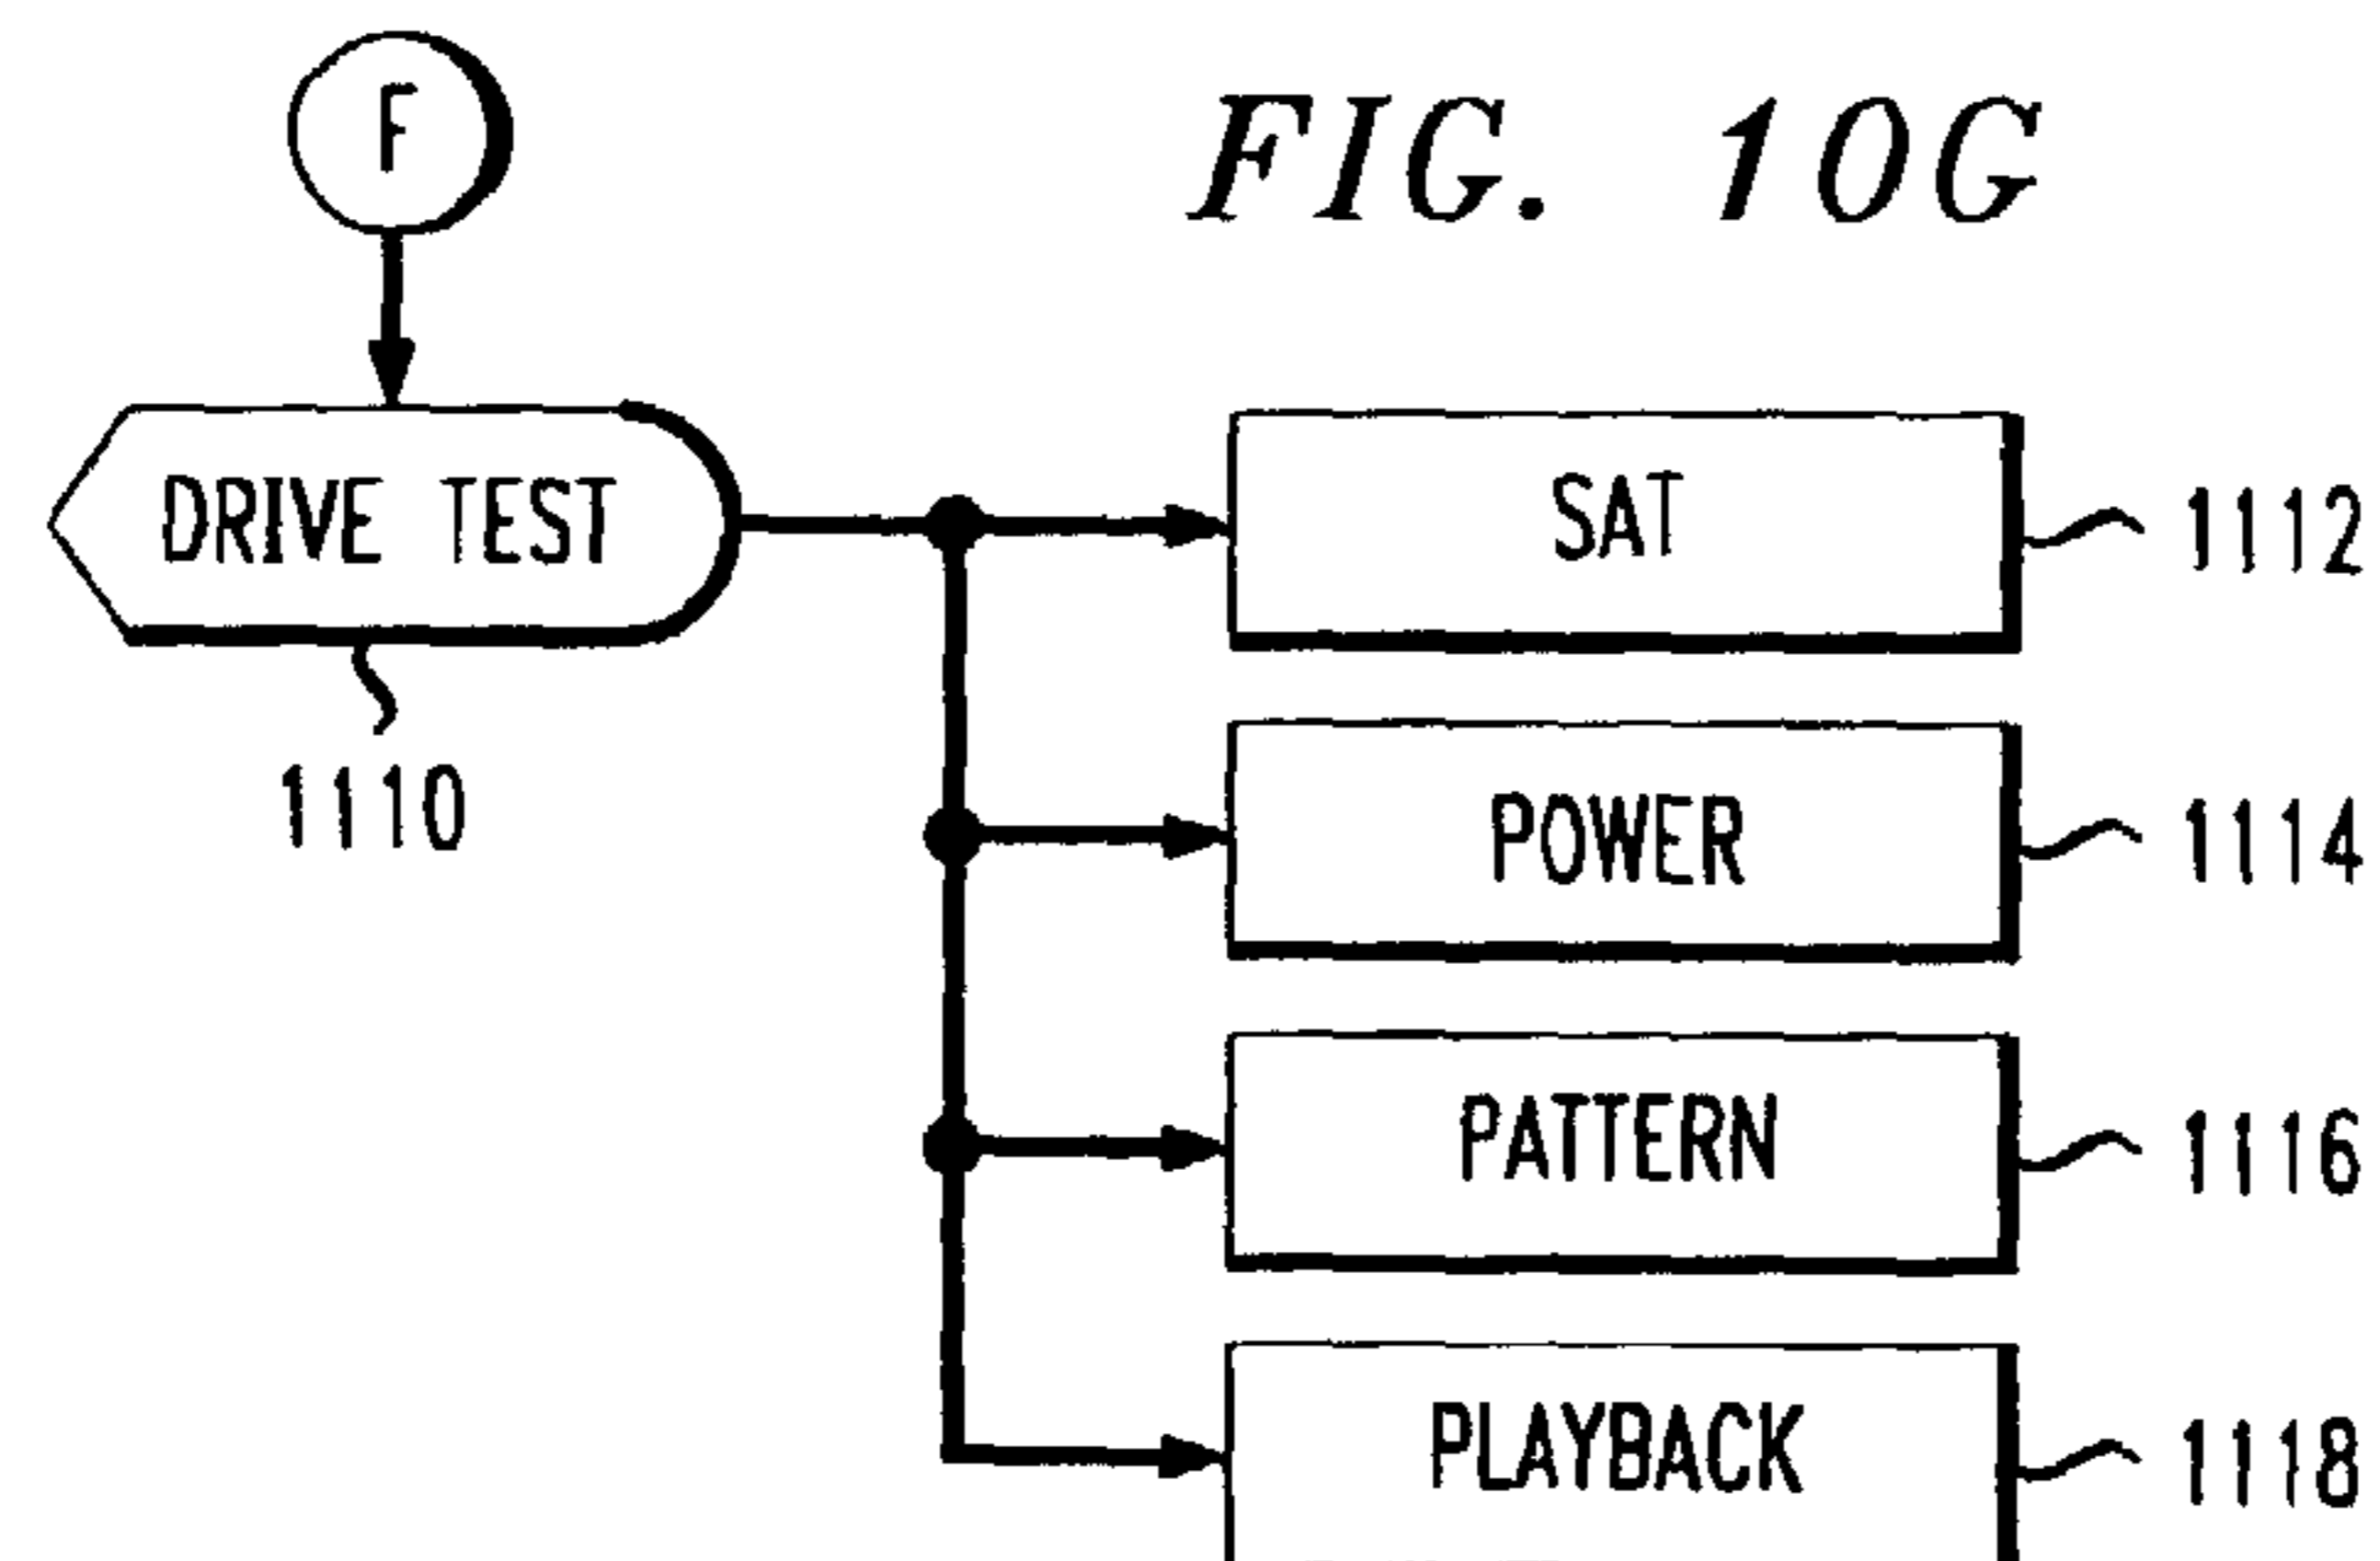 F
FIG. 10G
DRIVE TEST
1110
SAT
1112
POWER
1114
PATTERN
1116
PLAYBACK
1118